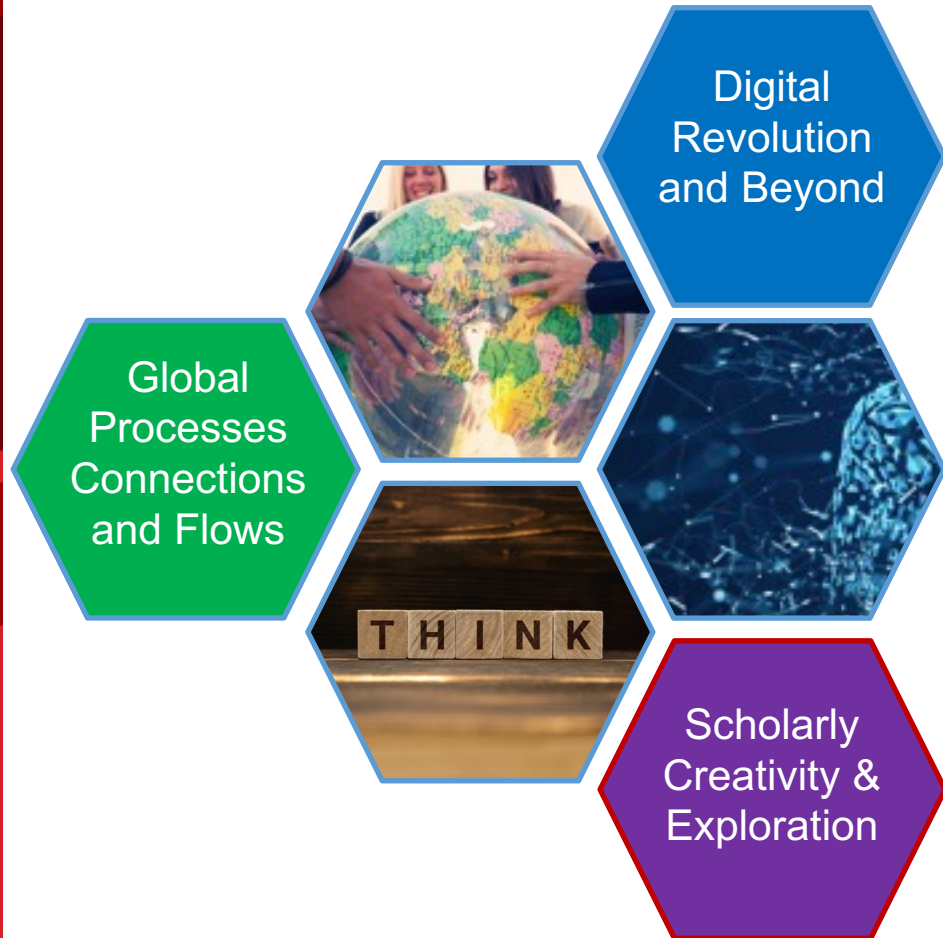 Digital
Revolution
and Beyond
Global
Processes
Connections
and Flows
THINK
Scholarly
Creativity &
Exploration